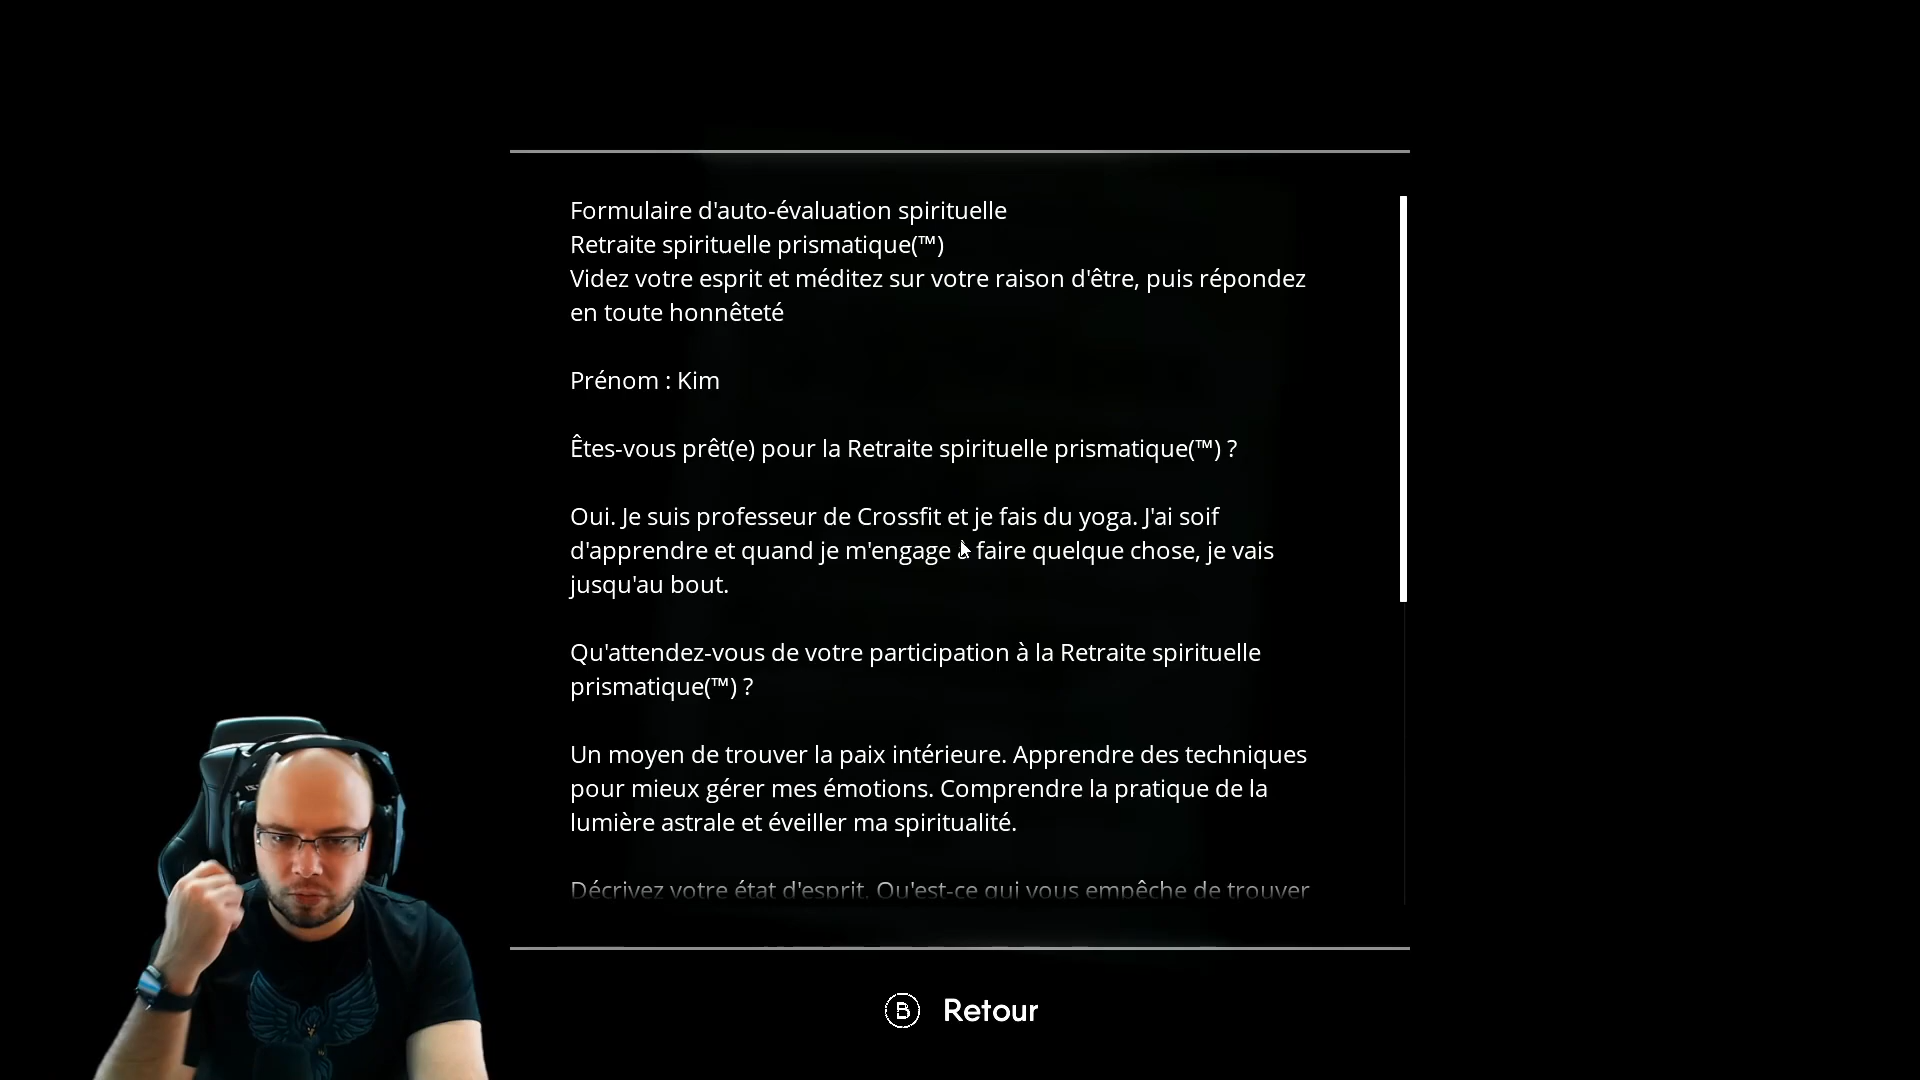 Formulaire d'auto-évaluation spirituelle
Retraite spirituelle prismatique(™)
Videz votre esprit et méditez sur votre raison d'être, puis répondez
en toute honnêteté
Prénom : Kim
Êtes-vous prêt(e) pour la Retraite spirituelle prismatique(™) ?
Oui. Je suis professeur de Crossfit et je fais du yoga. J'ai soif
d'apprendre et quand je m'engage à faire quelque chose, je vais
jusqu'au bout.
Qu'attendez-vous de votre participation à la Retraite spirituelle
prismatique(™) ?
Un moyen de trouver la paix intérieure. Apprendre des techniques
pour mieux gérer mes émotions. Comprendre la pratique de la
lumière astrale et éveiller ma spiritualité.
Décrivez votre état d'esprit. Qu'est-ce qui vous empêche de trouver
B Retour